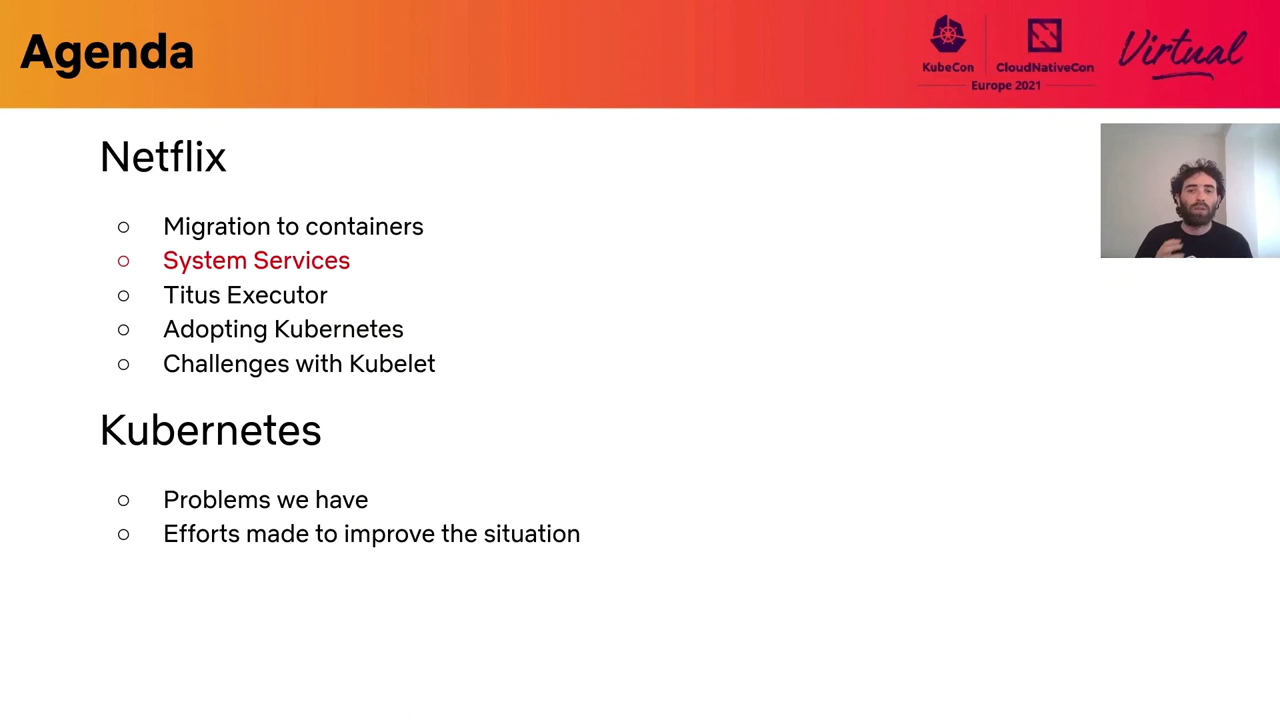 Agenda
KubeCon
CloudNativeCon
Europe 2021
Virtual
Netflix
○ Migration to containers
○ System Services
○ Titus Executor
○ Adopting Kubernetes
○ Challenges with Kubelet
Kubernetes
○ Problems we have
○ Efforts made to improve the situation